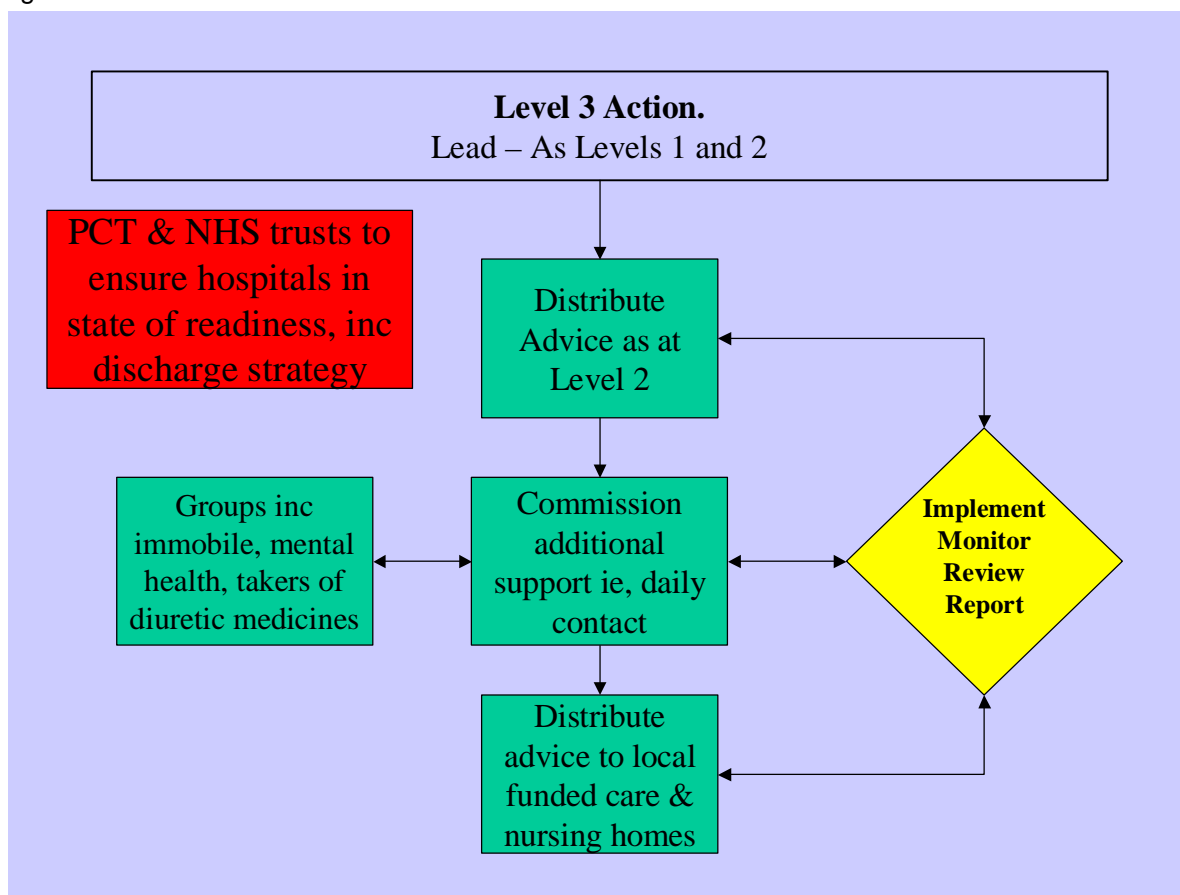 Level 3 Action.
Lead – As Levels 1 and 2
PCT & NHS trusts to
ensure hospitals in
state of readiness, inc
discharge strategy
Distribute
Advice as at
Level 2
Groups inc
immobile, mental
health, takers of
diuretic medicines
Commission
additional
support ie, daily
contact
Implement
Monitor
Review
Report
Distribute
advice to local
funded care &
nursing homes